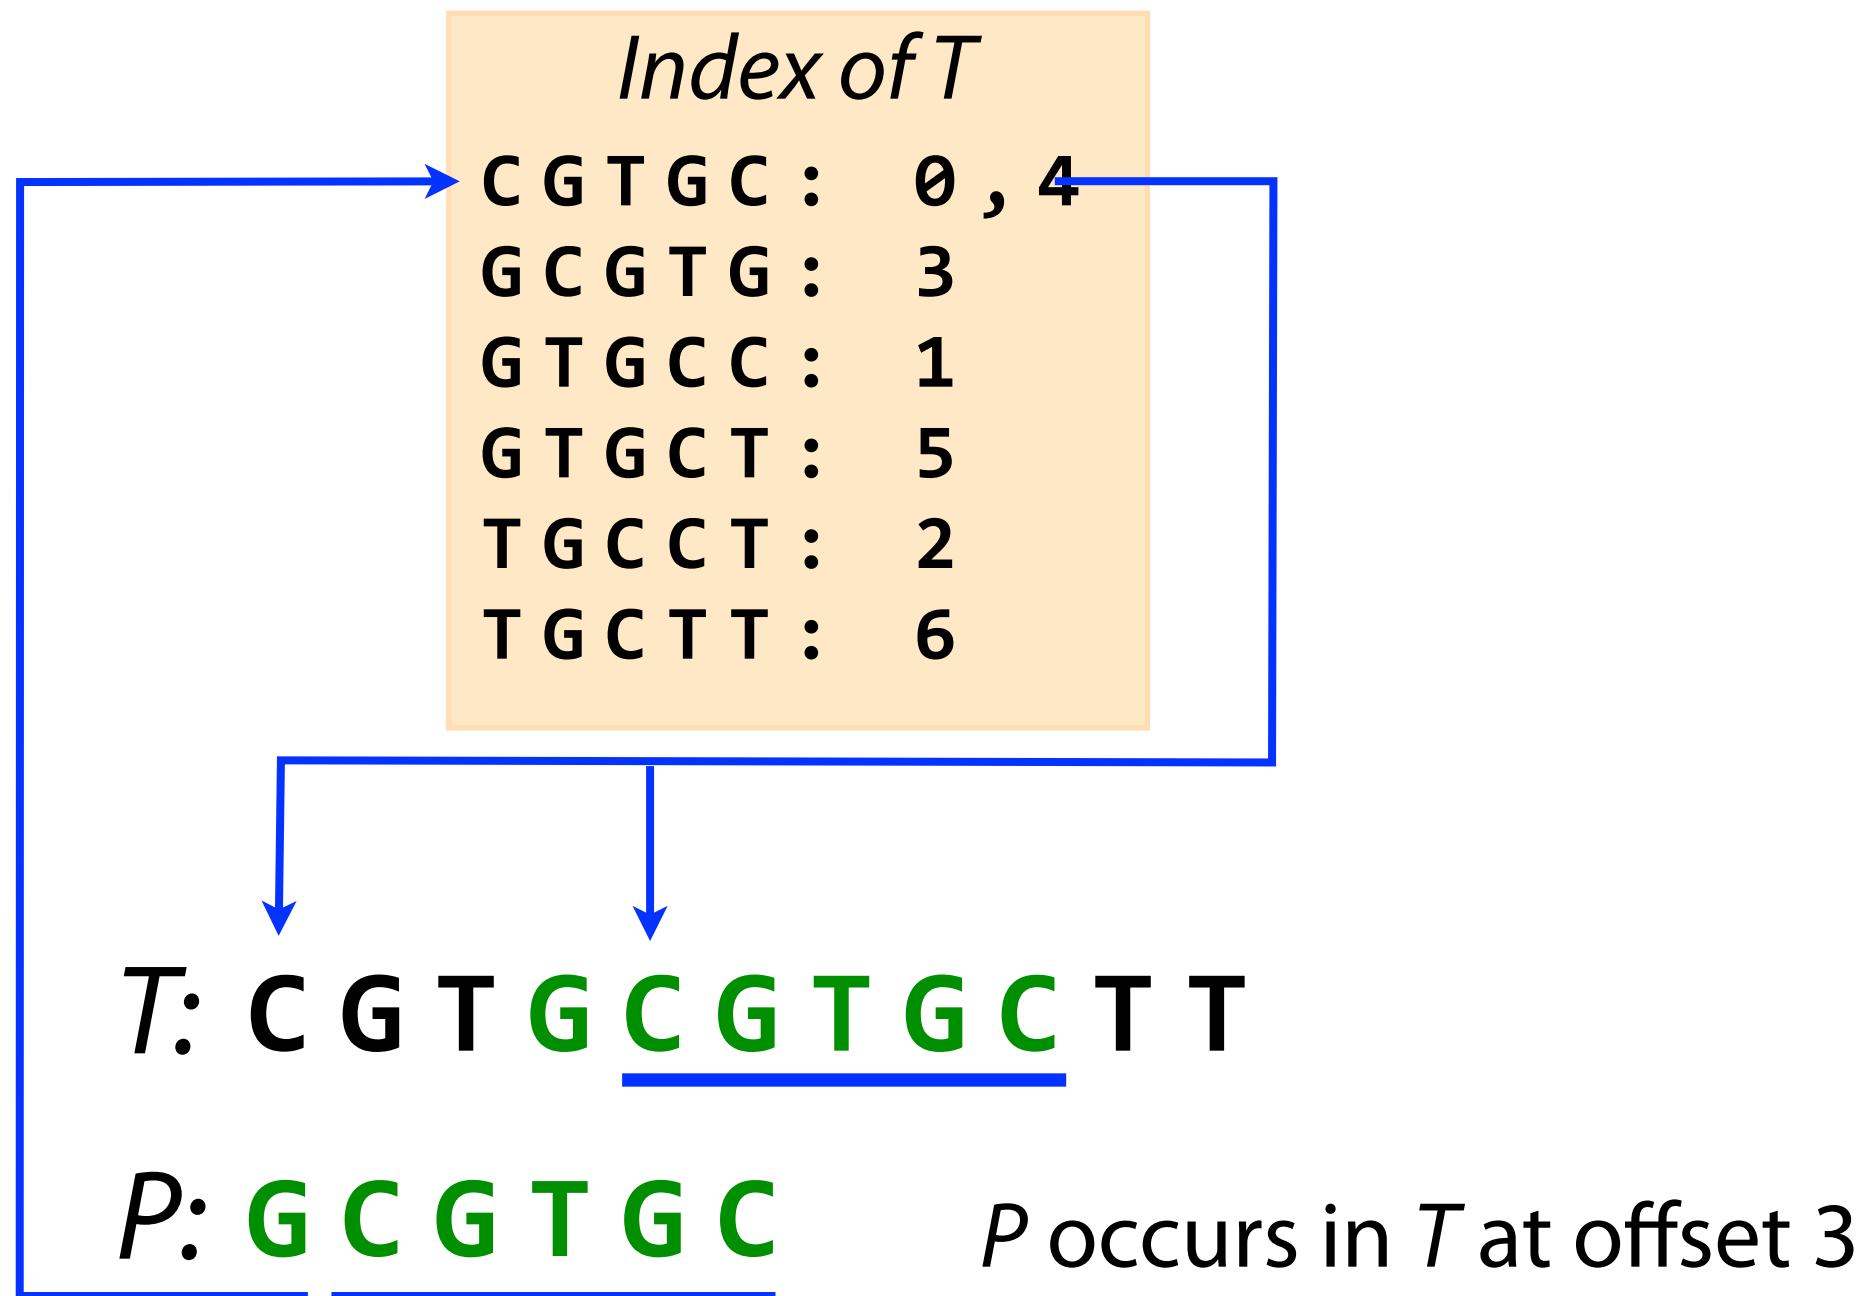 Index of T
CGTGC: 0,4
GCGTG: 3
GTGCC: 1
GTGCT: 5
TGCCT: 2
TGCTT: 6
T: CGTGCGTGCTT
P: GCGTGC
P occurs in T at offset 3